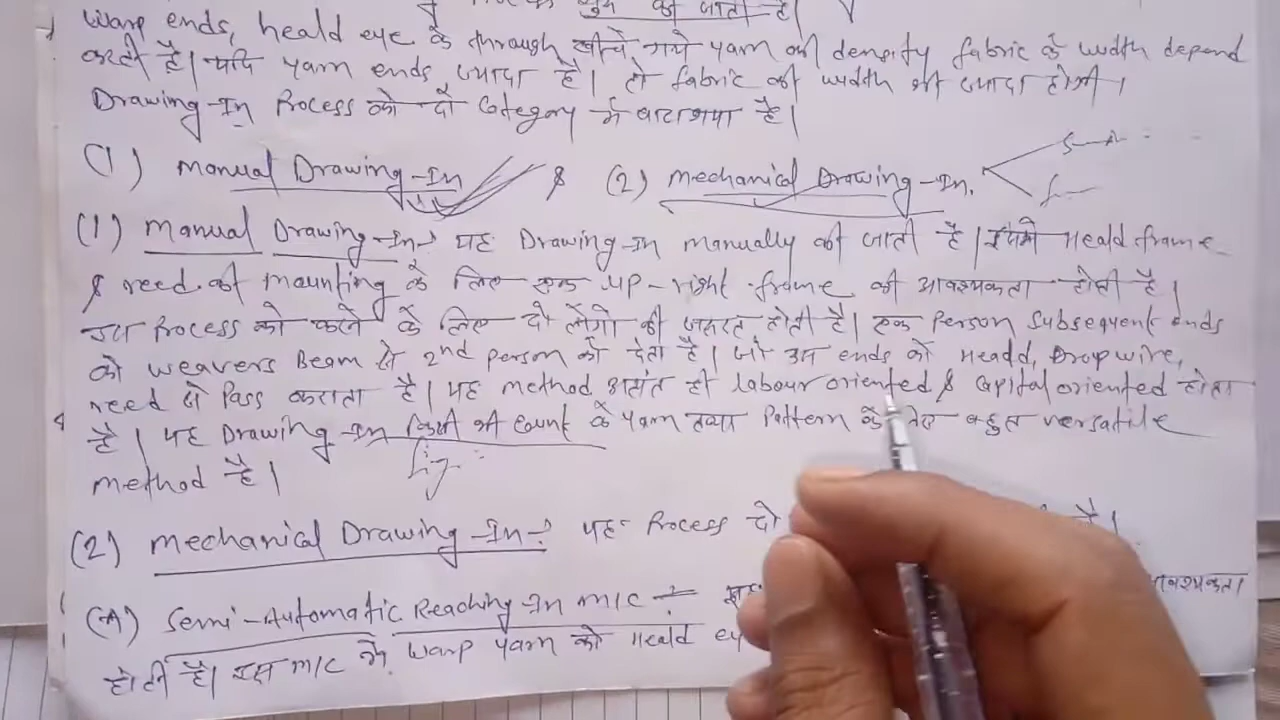 की जाती है।
warp ends, heald eye के through खींचे गये yarn की density fabric के width depend
करती है। यदि yarn ends ज्यादा है। तो fabric की width भी ज्यादा होगी।
Drawing-In Process को दो Category में बाटा गया है।
(1) Manual Drawing-In & (2) Mechanical Drawing-In.
(1) Manual Drawing-In→ यह Drawing-In manually की जाती है। इसमें Heald frame
& reed की mounting के लिए एक up-right frame की आवश्यकता होती है।
इस Process को करने के लिए दो लोगों की जरूरत होती है। एक Person Subsequent ends
को weavers Beam से 2nd person को देता है। जो उस ends को Heald, Dropwire,
reed से Pass कराता है। यह method अत्यंत ही labour oriented & Capital oriented होता
है। यह Drawing-In किसी भी Count के yarn तथा Pattern के लिए बहुत versatile
method है।
(2) Mechanical Drawing-In→ यह Process दो है।
(A) Semi-Automatic Reaching-In m/c ÷ आवश्यकता
होती है। इस m/c में warp yarn को Heald